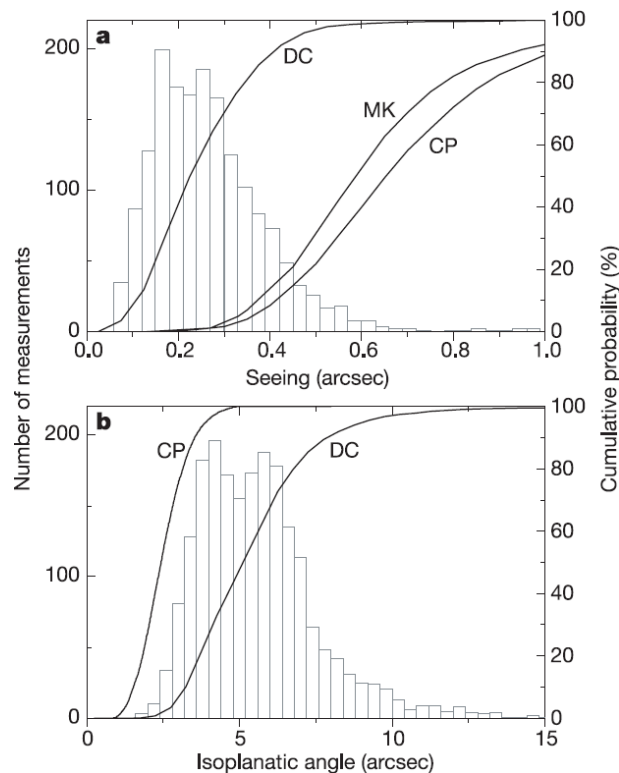 a
200
100
0
DC
MK
CP
100
80
60
40
20
0
0.0 0.2 0.4 0.6 0.8 1.0
Seeing (arcsec)
Number of measurements
Cumulative probability (%)
b
200
100
0
CP
DC
100
80
60
40
20
0
0 5 10 15
Isoplanatic angle (arcsec)